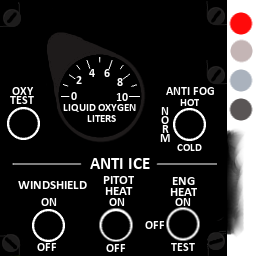 0 2 4 6 8 10
LIQUID OXYGEN
LITERS
OXY
TEST
ANTI FOG
HOT
NORM
COLD
ANTI ICE
WINDSHIELD
ON
OFF
PITOT
HEAT
ON
OFF
ENG
HEAT
ON
OFF
TEST